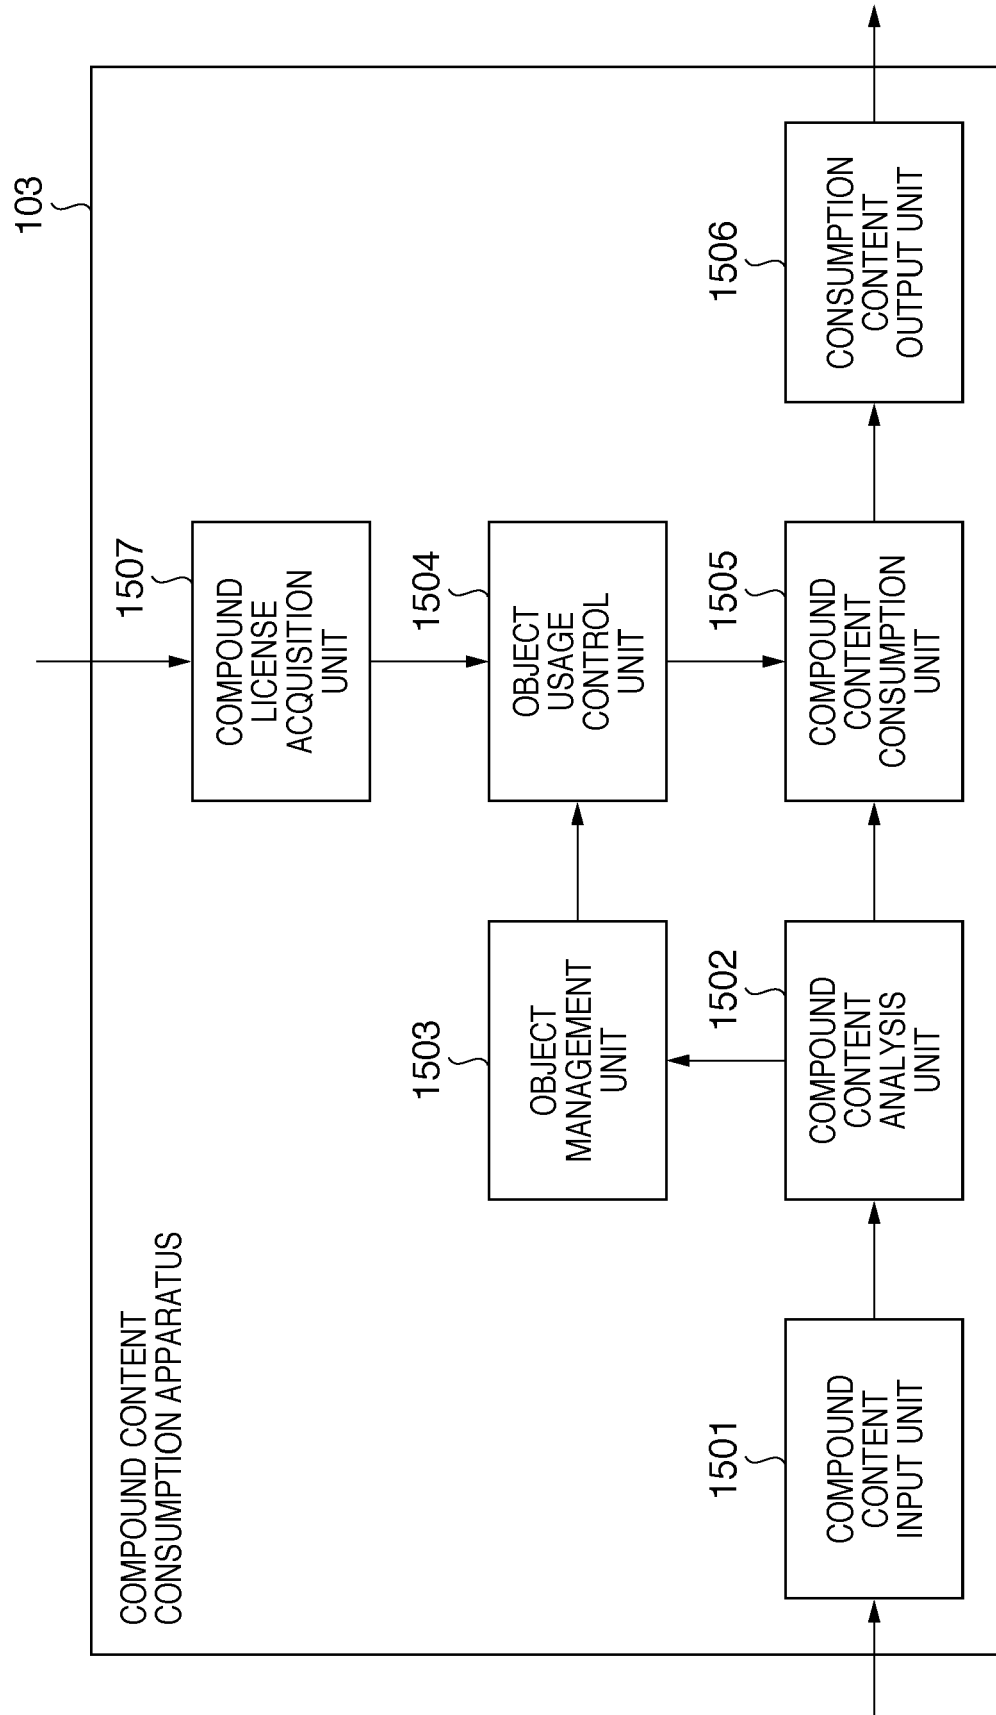 COMPOUND CONTENT
CONSUMPTION APPARATUS
103
1507
COMPOUND
LICENSE
ACQUISITION
UNIT
1503
OBJECT
MANAGEMENT
UNIT
1504
OBJECT
USAGE
CONTROL
UNIT
1501
COMPOUND
CONTENT
INPUT UNIT
1502
COMPOUND
CONTENT
ANALYSIS
UNIT
1505
COMPOUND
CONTENT
CONSUMPTION
UNIT
1506
CONSUMPTION
CONTENT
OUTPUT UNIT